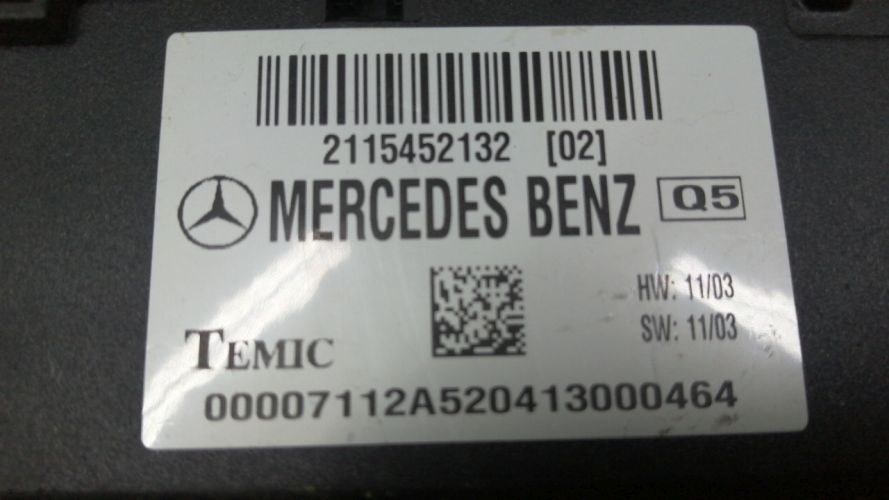 2115452132 [02]
MERCEDES BENZ Q5
HW: 11/03
SW: 11/03
TEMIC
00007112A520413000464